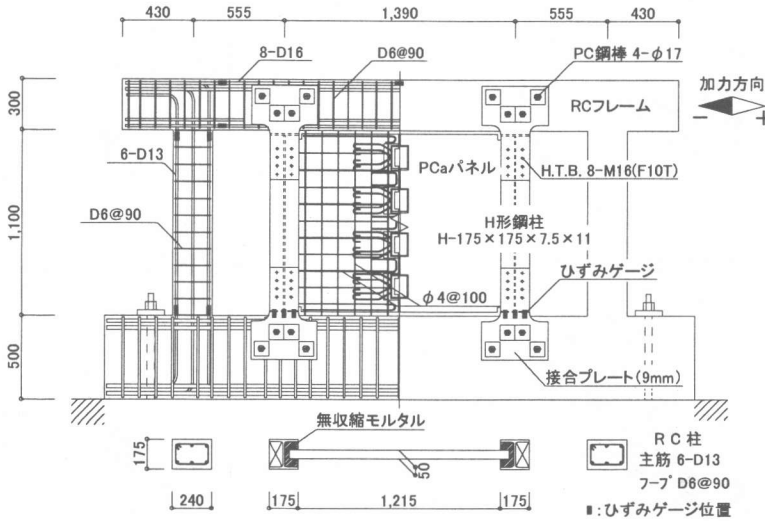 430 555 1,390 555 430
8-D16 D6@90 PC鋼棒 4-φ17
加力方向
RCフレーム
－ ＋
300
6-D13 PCaパネル H.T.B. 8-M16(F10T)
1,100
D6@90 H形鋼柱
H-175×175×7.5×11
ひずみゲージ
φ4@100
500
接合プレート(9mm)
無収縮モルタル
175 50
240 175 1,215 175
RC柱
主筋 6-D13
フープ D6@90
■:ひずみゲージ位置